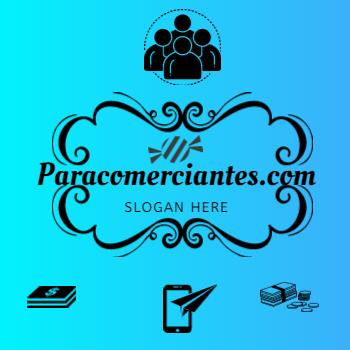 Paracomerciantes.com
SLOGAN HERE
$